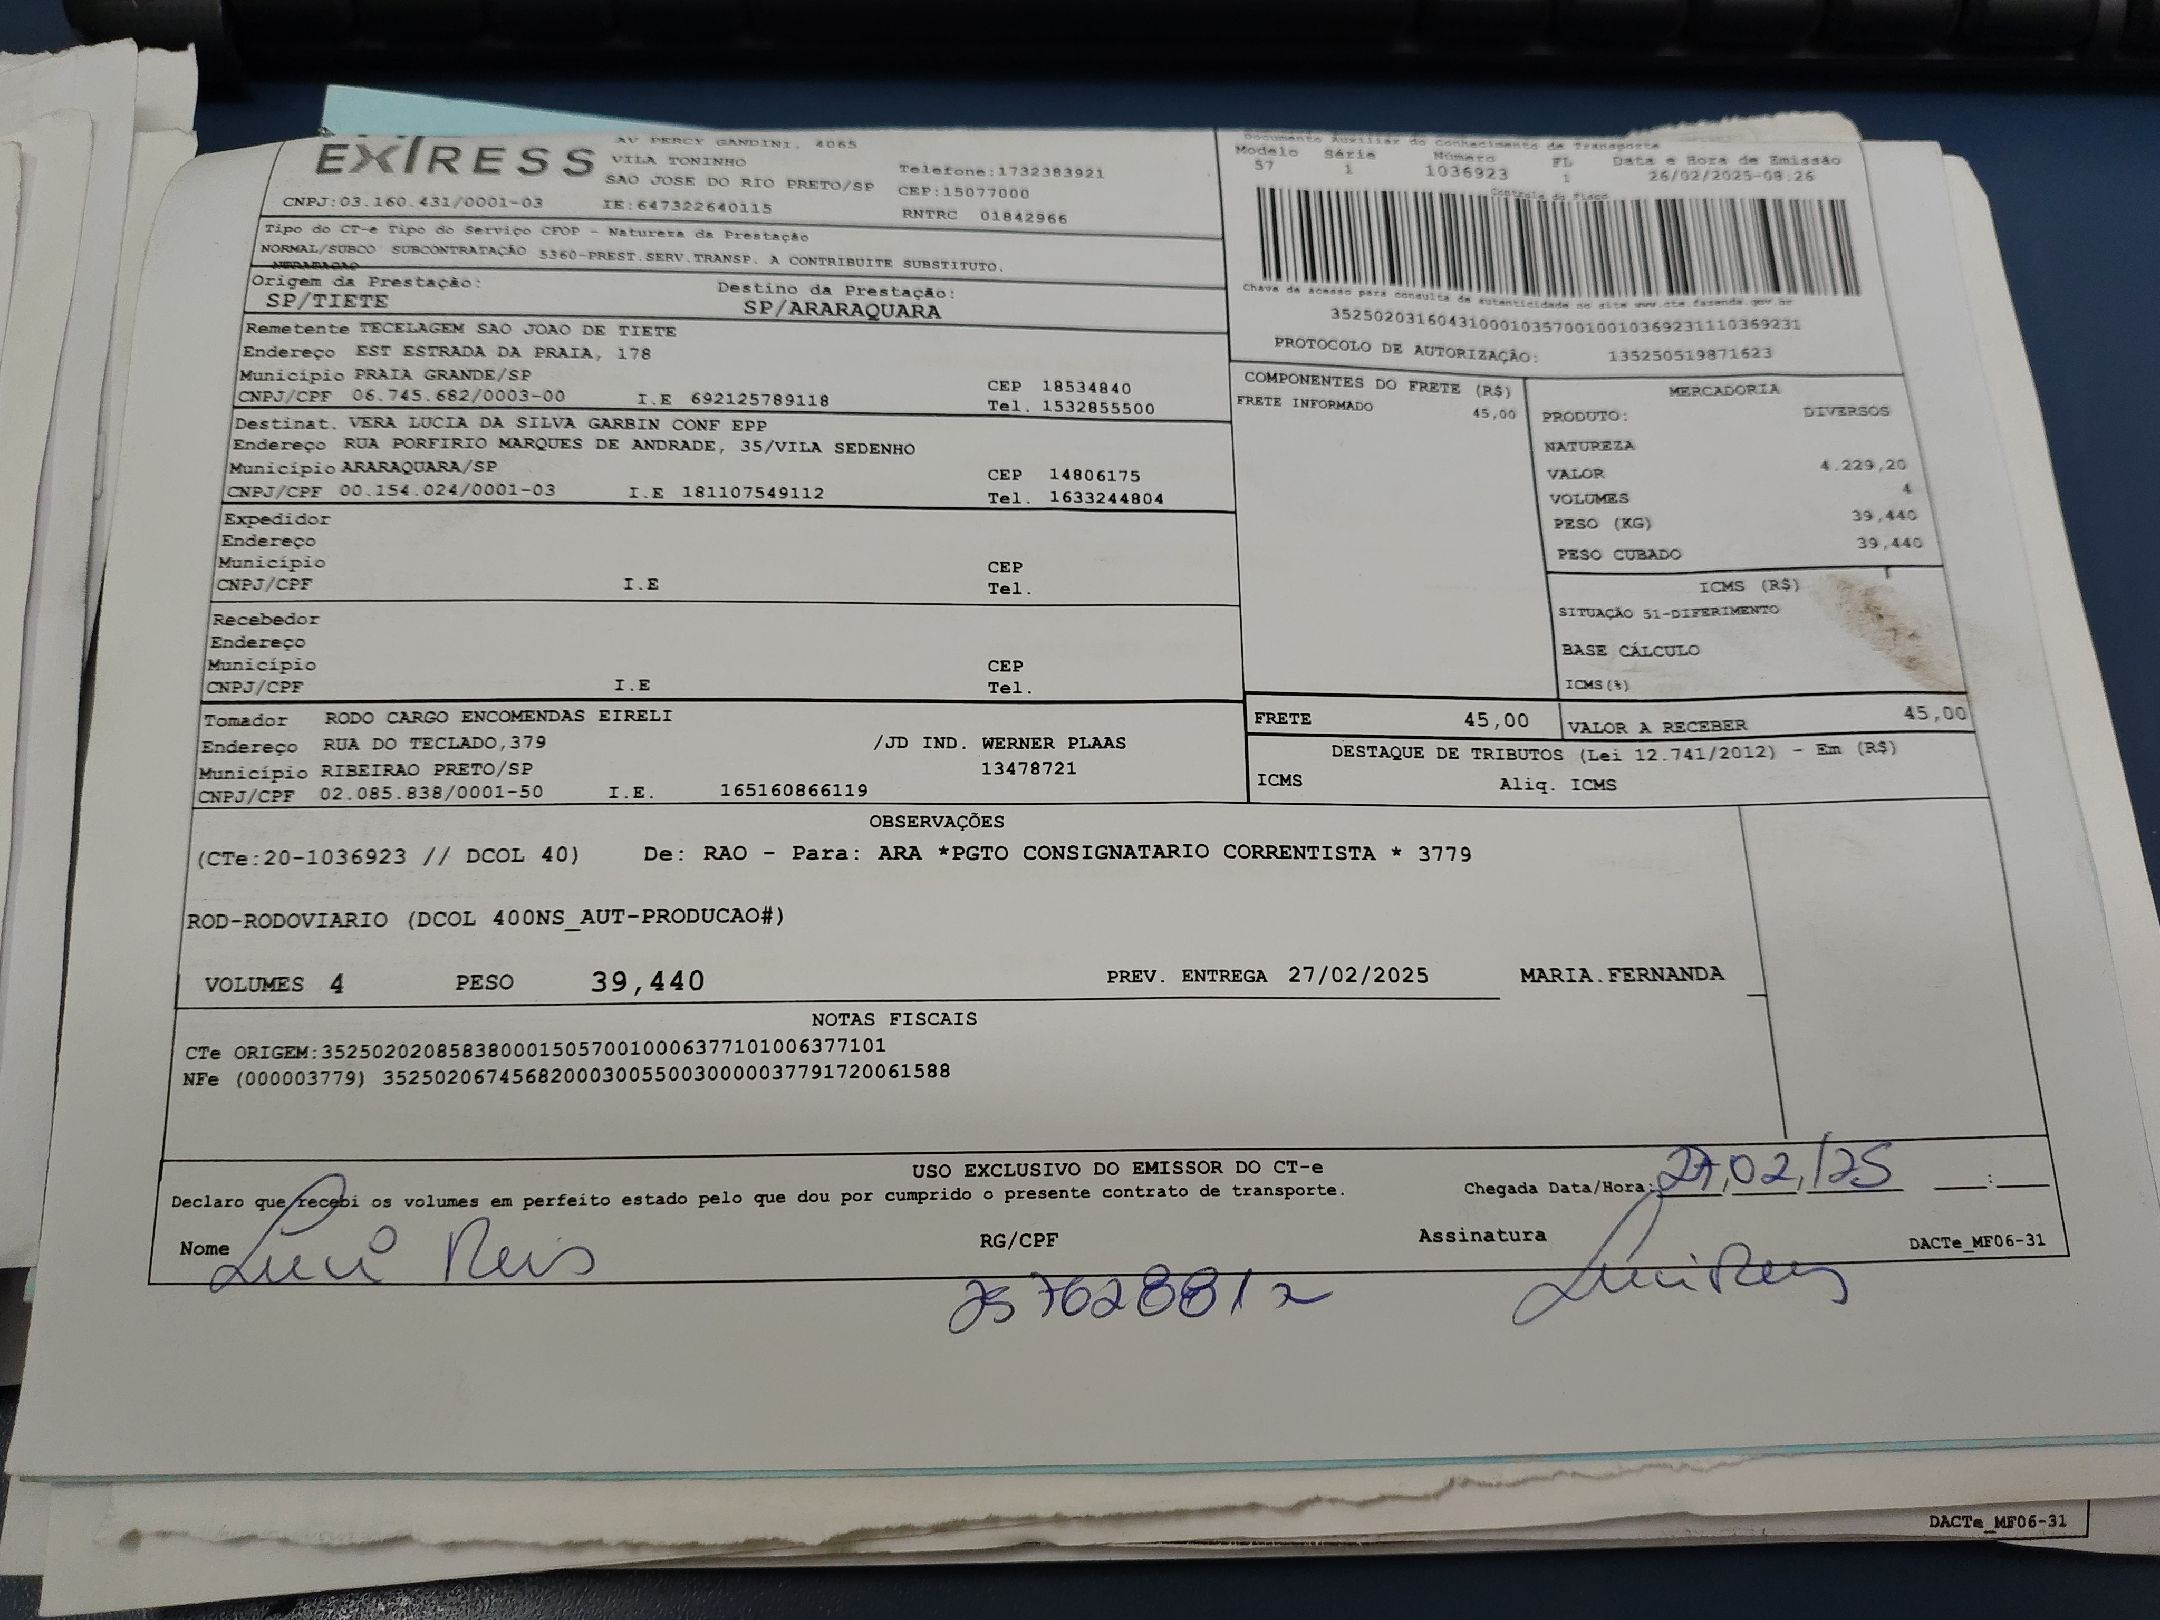 EXIRESS
AV PERCY GANDINI, 4065
VILA TONINHO
SAO JOSE DO RIO PRETO/SP
Telefone:1732383921
CEP:15077000
CNPJ:03.160.431/0001-03 IE:647322640115 RNTRC 01842966
Tipo do CT-e Tipo do Serviço CFOP - Natureza da Prestação
NORMAL/SUBCO SUBCONTRATAÇÃO 5360-PREST.SERV.TRANSP. A CONTRIBUITE SUBSTITUTO.
Origem da Prestação: Destino da Prestação:
SP/TIETE SP/ARARAQUARA
Remetente TECELAGEM SAO JOAO DE TIETE
Endereço EST ESTRADA DA PRAIA, 178
Município PRAIA GRANDE/SP CEP 18534840
CNPJ/CPF 06.745.682/0003-00 I.E 692125789118 Tel. 1532855500
Destinat. VERA LUCIA DA SILVA GARBIN CONF EPP
Endereço RUA PORFIRIO MARQUES DE ANDRADE, 35/VILA SEDENHO
Município ARARAQUARA/SP CEP 14806175
CNPJ/CPF 00.154.024/0001-03 I.E 181107549112 Tel. 1633244804
Expedidor
Endereço
Município CEP
CNPJ/CPF I.E Tel.
Recebedor
Endereço
Município CEP
CNPJ/CPF I.E Tel.
Tomador RODO CARGO ENCOMENDAS EIRELI
Endereço RUA DO TECLADO,379 /JD IND. WERNER PLAAS
Município RIBEIRAO PRETO/SP 13478721
CNPJ/CPF 02.085.838/0001-50 I.E. 165160866119
Documento Auxiliar do Conhecimento de Transporte
Modelo Série Número FL Data e Hora de Emissão
57 1 1036923 1 26/02/2025-08:26
Controle do Fisco
Chave de acesso para consulta de autenticidade no site www.cte.fazenda.gov.br
35250203160431000103570010010369231110369231
PROTOCOLO DE AUTORIZAÇÃO: 135250519871623
COMPONENTES DO FRETE (R$)
FRETE INFORMADO 45,00
MERCADORIA
PRODUTO: DIVERSOS
NATUREZA
VALOR 4.229,20
VOLUMES 4
PESO (KG) 39,440
PESO CUBADO 39,440
ICMS (R$)
SITUAÇÃO 51-DIFERIMENTO
BASE CÁLCULO
ICMS(%)
FRETE 45,00 VALOR A RECEBER 45,00
DESTAQUE DE TRIBUTOS (Lei 12.741/2012) - Em (R$)
ICMS Aliq. ICMS
OBSERVAÇÕES
(CTe:20-1036923 // DCOL 40) De: RAO - Para: ARA *PGTO CONSIGNATARIO CORRENTISTA * 3779
ROD-RODOVIARIO (DCOL 400NS_AUT-PRODUCAO#)
VOLUMES 4 PESO 39,440 PREV. ENTREGA 27/02/2025 MARIA.FERNANDA
NOTAS FISCAIS
CTe ORIGEM:35250202085838000150570010006377101006377101
NFe (000003779) 35250206745682000300550030000037791720061588
USO EXCLUSIVO DO EMISSOR DO CT-e
Declaro que recebi os volumes em perfeito estado pelo que dou por cumprido o presente contrato de transporte. Chegada Data/Hora: 27,02,/25 :
Nome RG/CPF Assinatura DACTe_MF06-31
Reis
DACTe_MF06-31